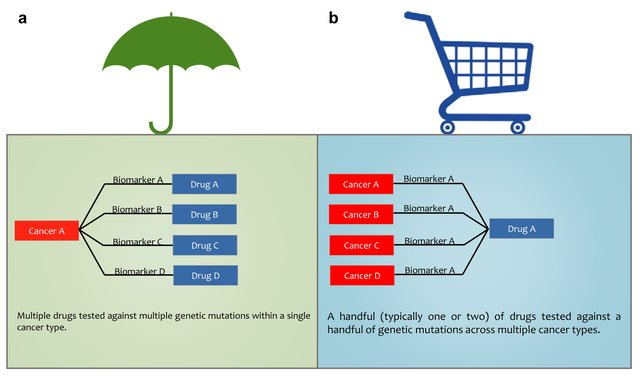 a
b
Cancer A
Biomarker A
Drug A
Biomarker B
Drug B
Biomarker C
Drug C
Biomarker D
Drug D
Multiple drugs tested against multiple genetic mutations within a single
cancer type.
Cancer A
Biomarker A
Cancer B
Biomarker A
Cancer C
Biomarker A
Cancer D
Biomarker A
Drug A
A handful (typically one or two) of drugs tested against a
handful of genetic mutations across multiple cancer types.